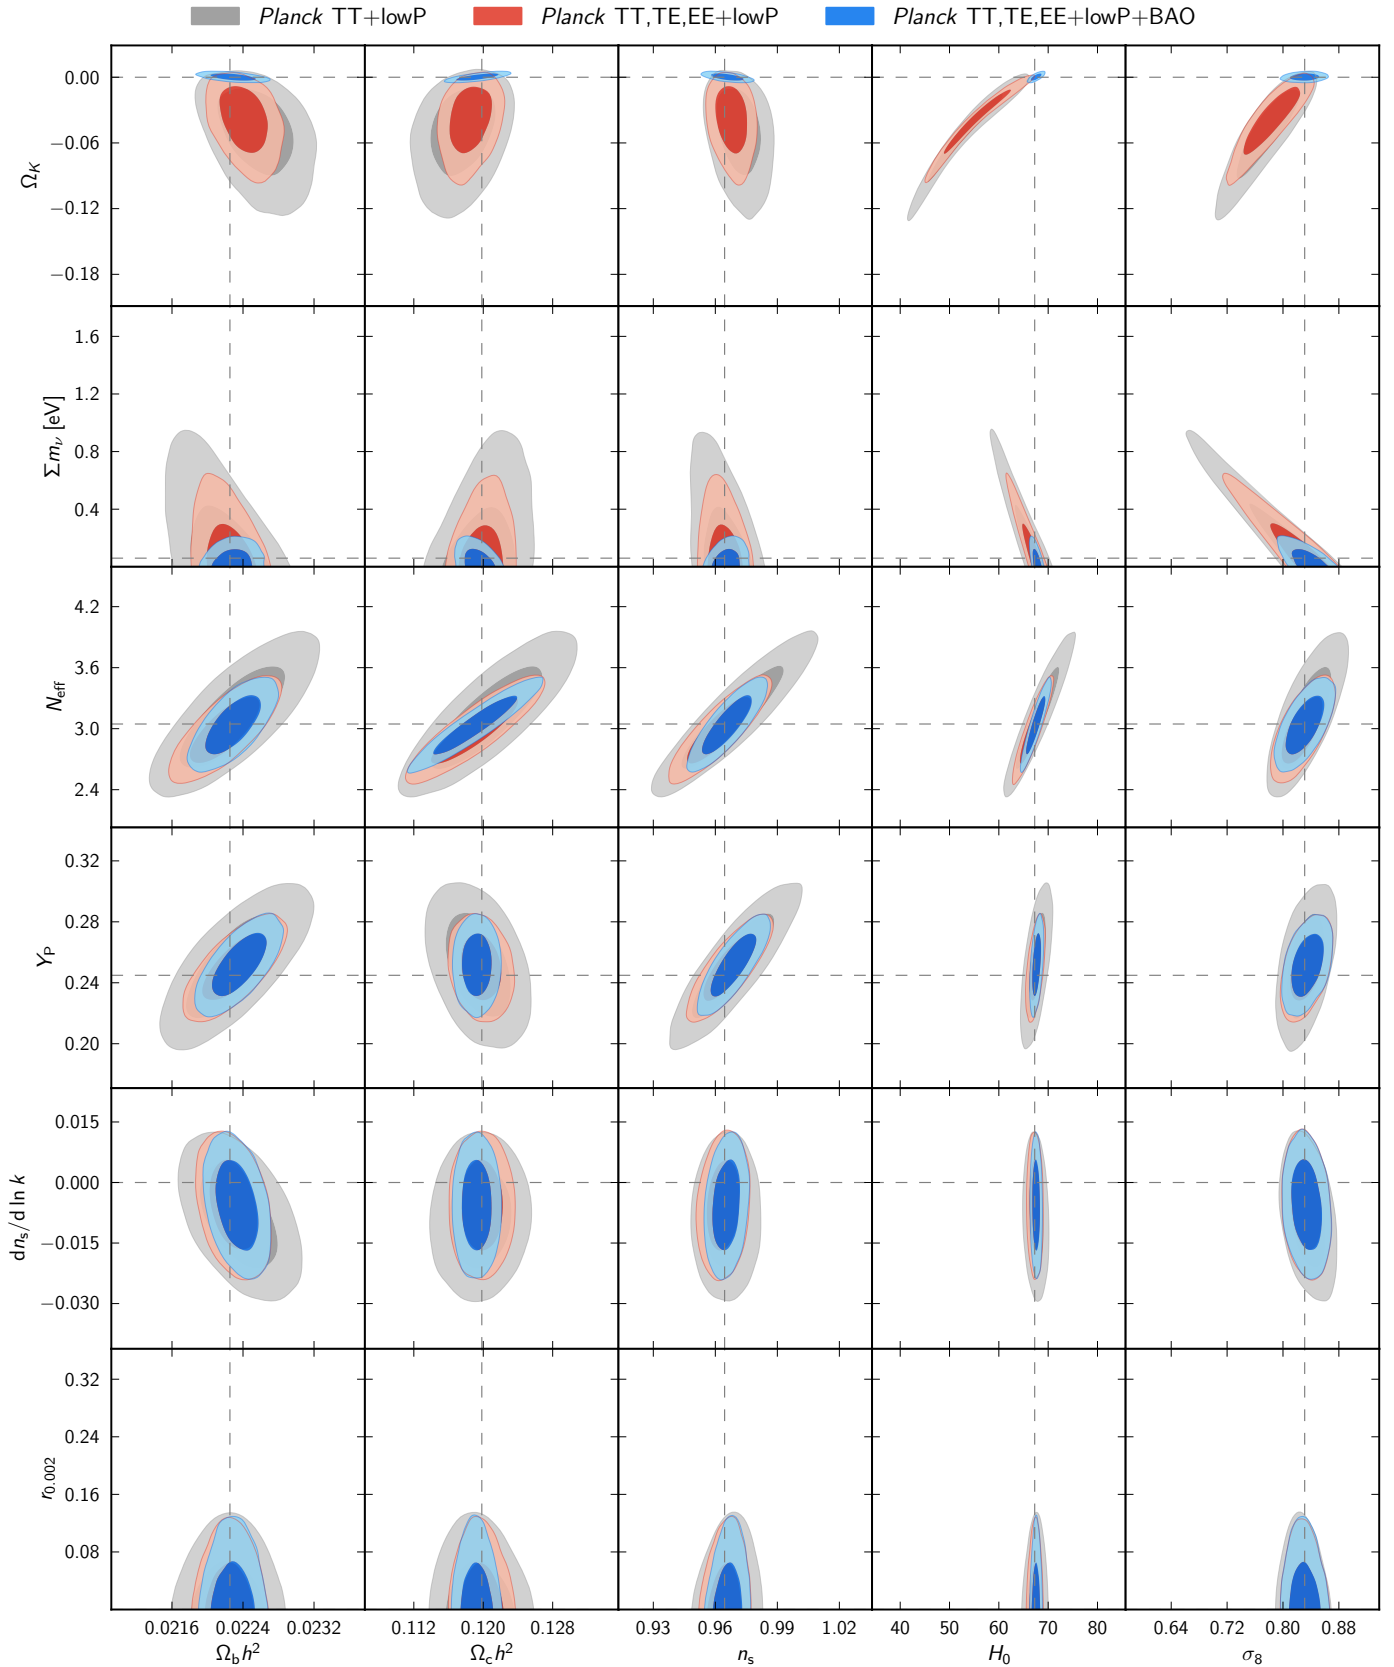 Planck TT+lowP Planck TT,TE,EE+lowP Planck TT,TE,EE+lowP+BAO
0.00
−0.06
−0.12
−0.18
Ω_K
1.6
1.2
0.8
0.4
Σm_ν [eV]
4.2
3.6
3.0
2.4
N_eff
0.32
0.28
0.24
0.20
Y_P
0.015
0.000
−0.015
−0.030
dn_s/d ln k
0.32
0.24
0.16
0.08
r_0.002
0.0216 0.0224 0.0232 0.112 0.120 0.128 0.93 0.96 0.99 1.02 40 50 60 70 80 0.64 0.72 0.80 0.88
Ω_b h² Ω_c h² n_s H_0 σ_8